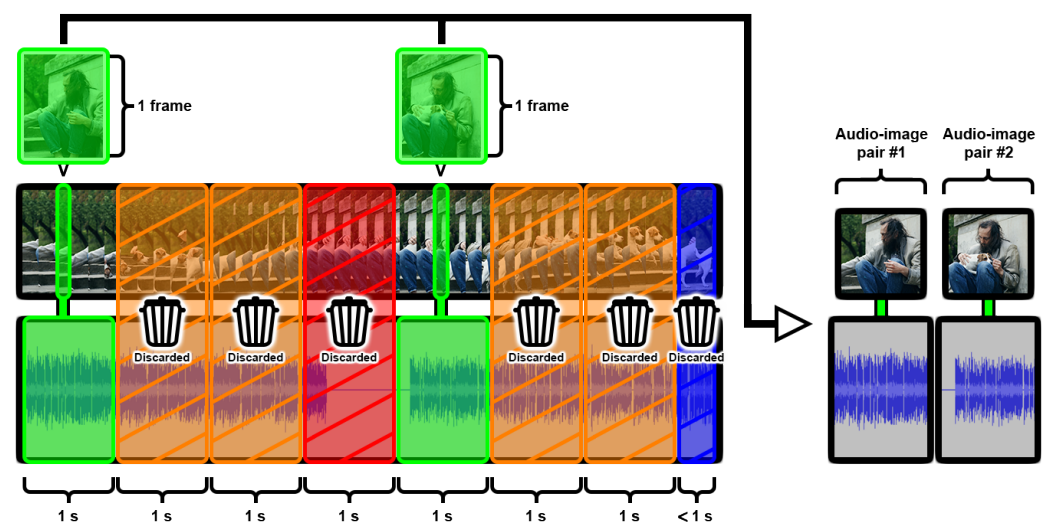 1 frame
1 frame
Audio-image
pair #1
Audio-image
pair #2
Discarded
Discarded
Discarded
Discarded
Discarded
Discarded
1 s
1 s
1 s
1 s
1 s
1 s
1 s
< 1 s